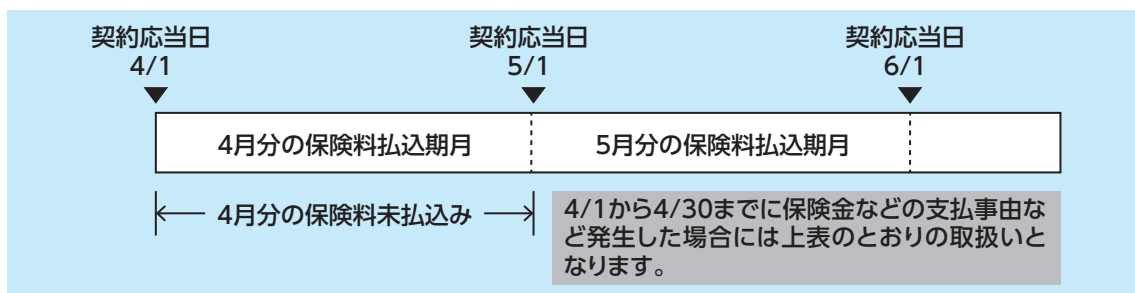 契約応当日 契約応当日 契約応当日
4/1 5/1 6/1
4月分の保険料払込期月 5月分の保険料払込期月
4月分の保険料未払込み
4/1から4/30までに保険金などの支払事由な
ど発生した場合には上表のとおりの取扱いと
なります。